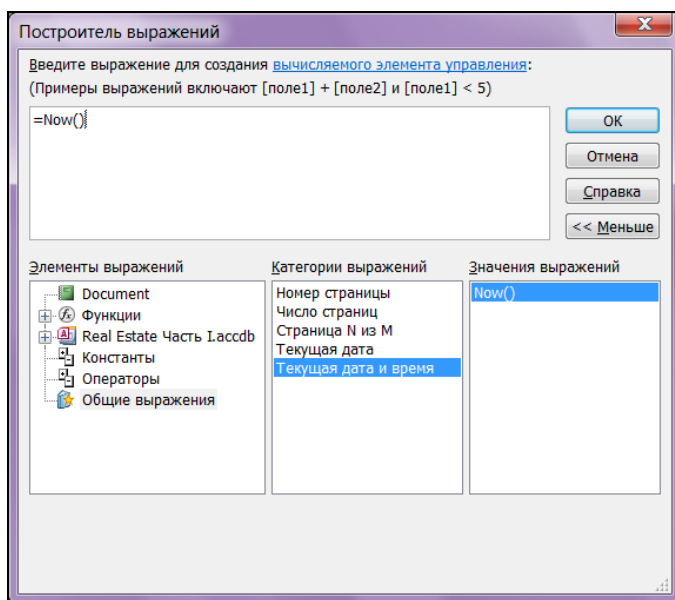 Построитель выражений
Введите выражение для создания вычисляемого элемента управления:
(Примеры выражений включают [поле1] + [поле2] и [поле1] < 5)
=Now()
ОК
Отмена
Справка
<< Меньше
Элементы выражений
Document
Функции
Real Estate Часть I.accdb
Константы
Операторы
Общие выражения
Категории выражений
Номер страницы
Число страниц
Страница N из M
Текущая дата
Текущая дата и время
Значения выражений
Now()